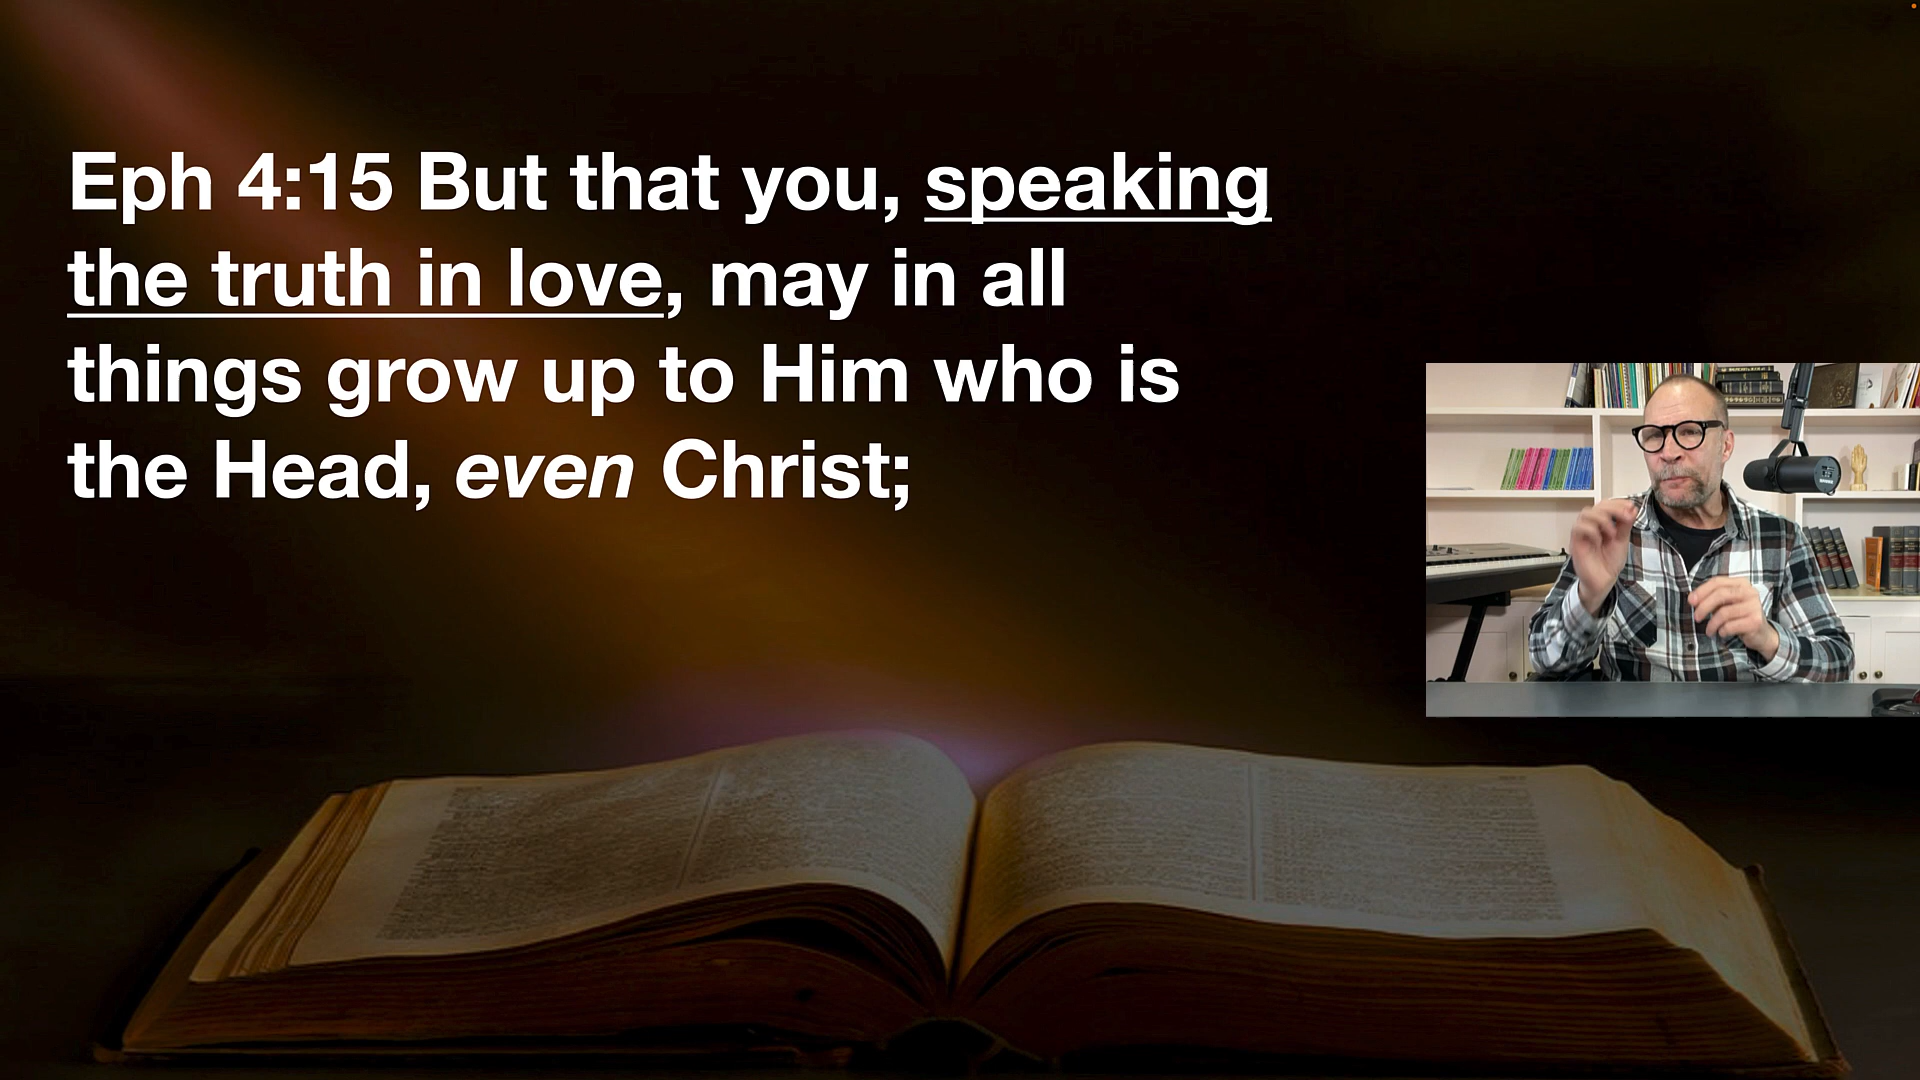 Eph 4:15 But that you, speaking
the truth in love, may in all
things grow up to Him who is
the Head, even Christ;